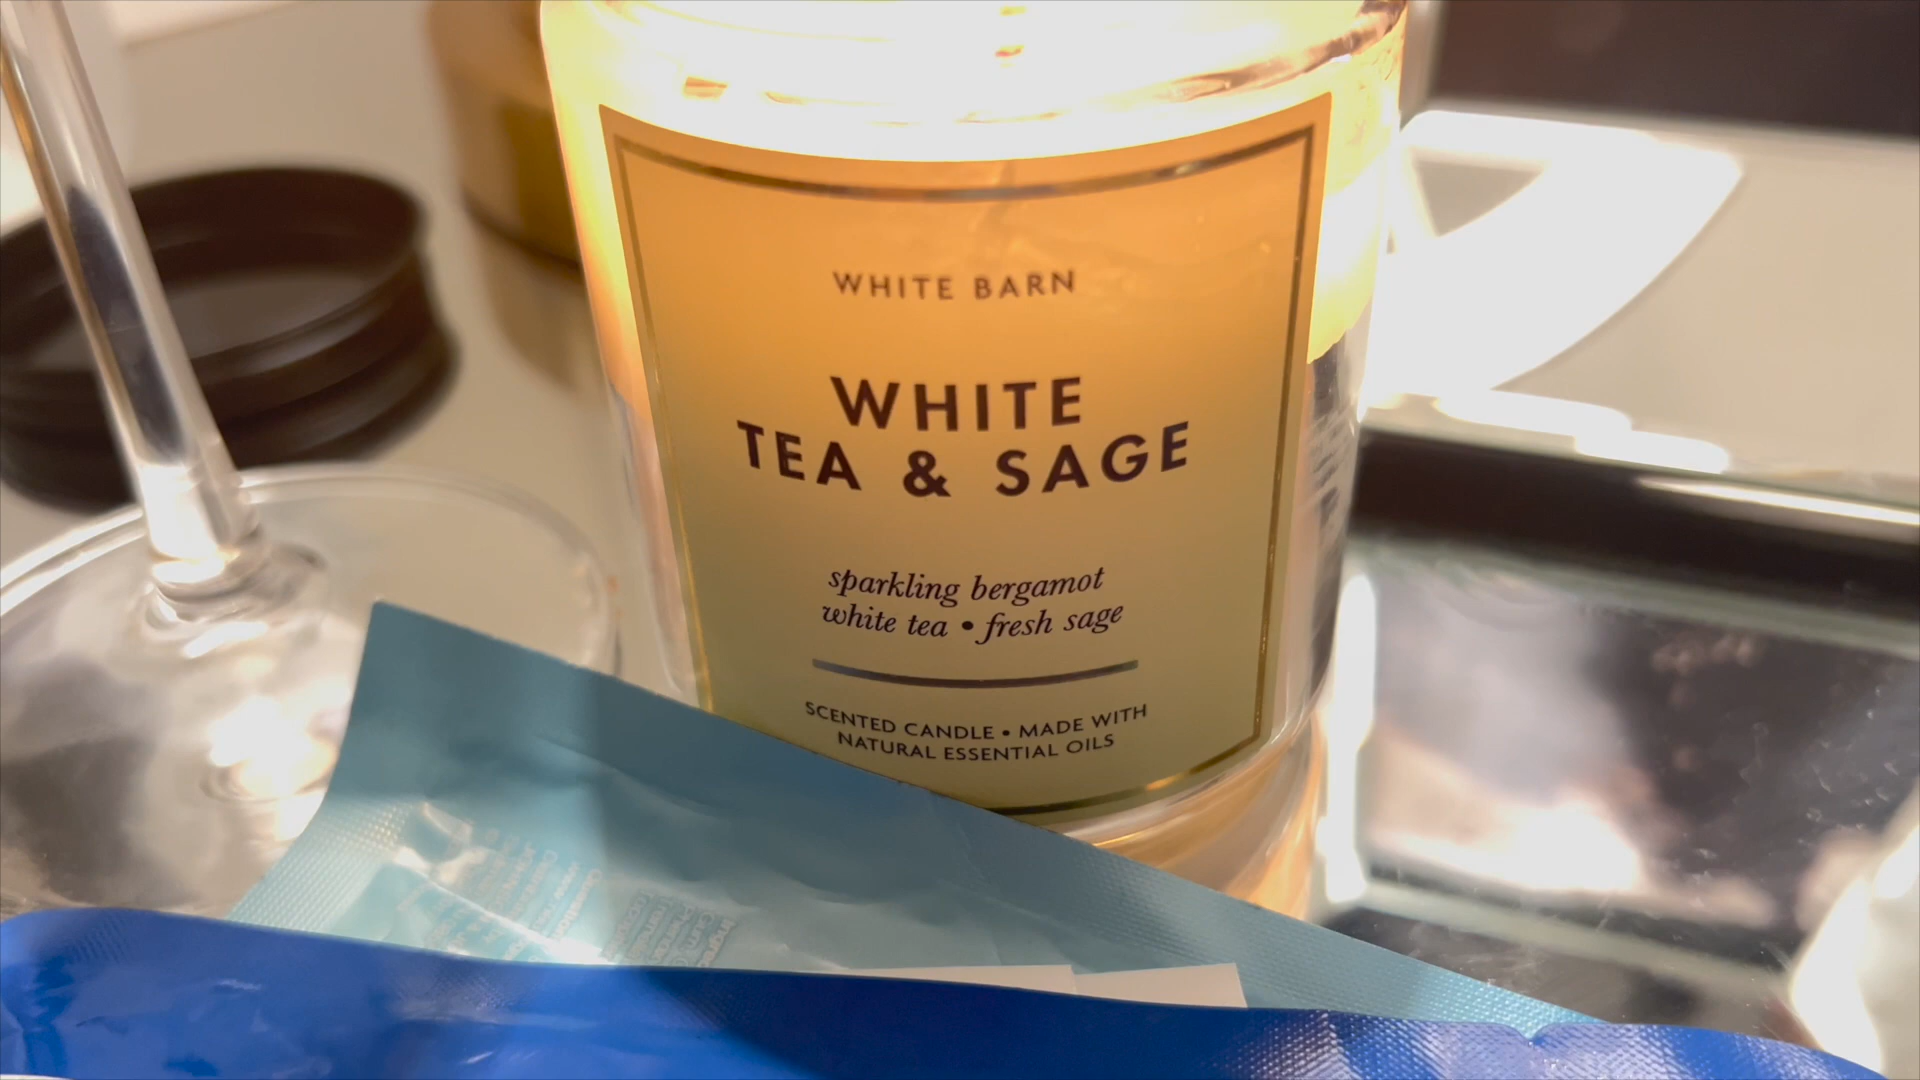 WHITE BARN
WHITE
TEA & SAGE
sparkling bergamot
white tea • fresh sage
SCENTED CANDLE • MADE WITH
NATURAL ESSENTIAL OILS